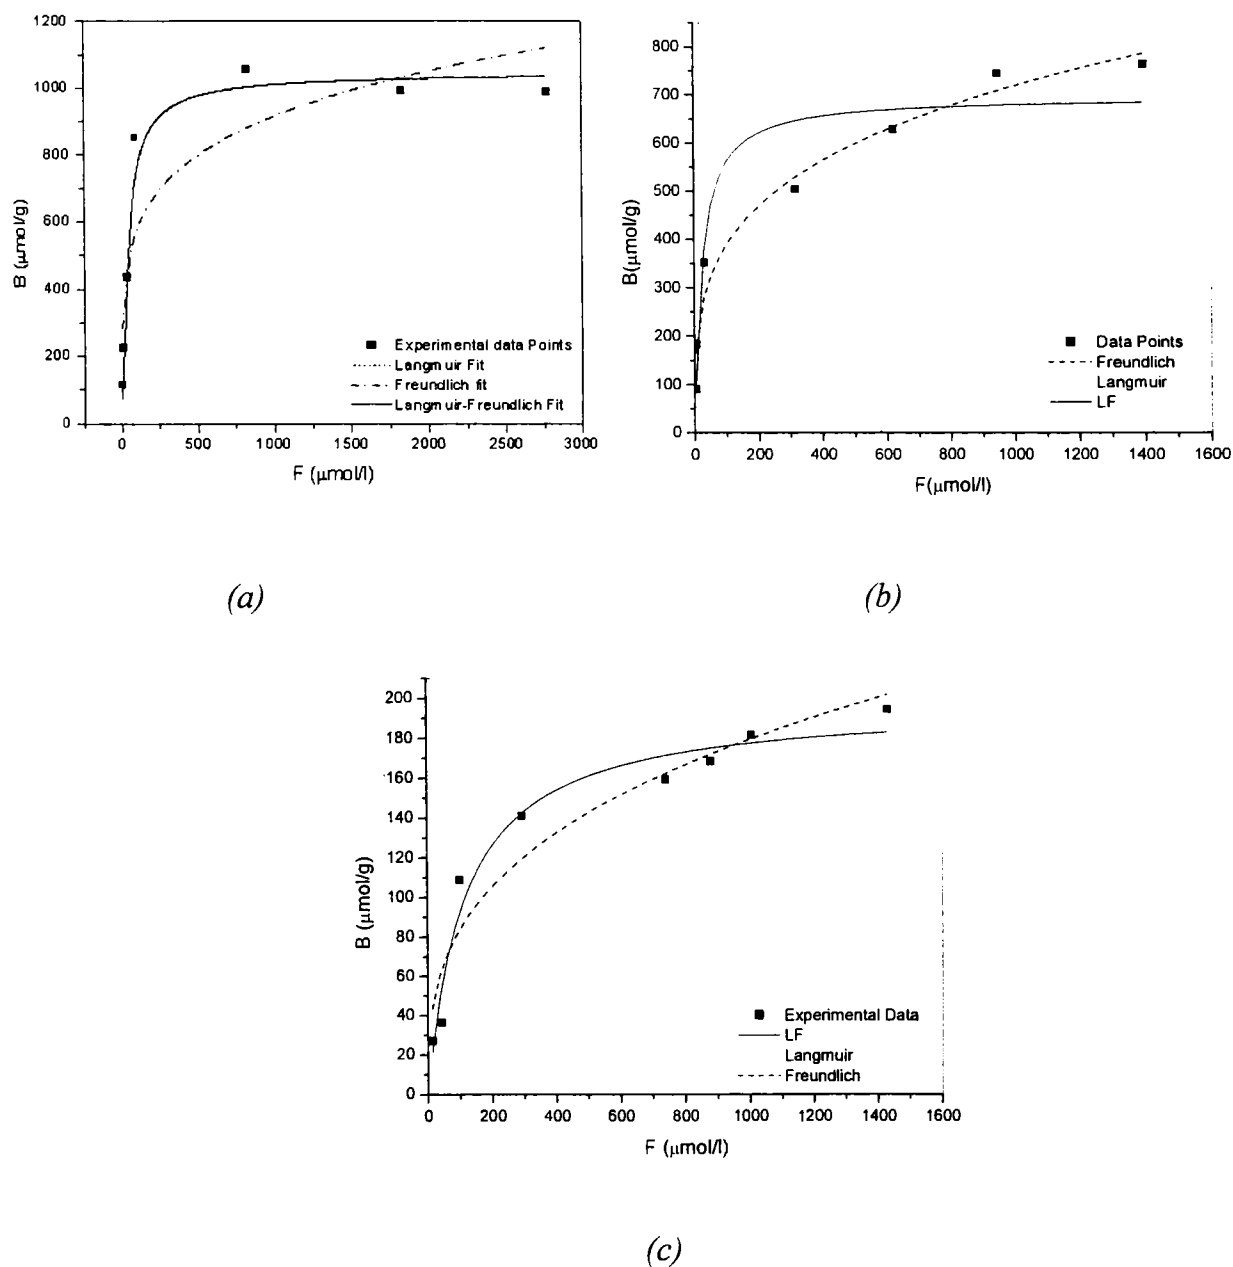 1200
1000
800
600
400
200
0
B (μmol/g)
0 500 1000 1500 2000 2500 3000
F (μmol/l)
Experimental data Points
Langmuir Fit
Freundlich fit
Langmuir-Freundlich Fit
(a)
800
700
600
500
400
300
200
100
0
B(μmol/g)
0 200 400 600 800 1000 1200 1400 1600
F(μmol/l)
Data Points
Freundlich
Langmuir
LF
(b)
200
180
160
140
120
100
80
60
40
20
0
B (μmol/g)
0 200 400 600 800 1000 1200 1400 1600
F (μmol/l)
Experimental Data
LF
Langmuir
Freundlich
(c)